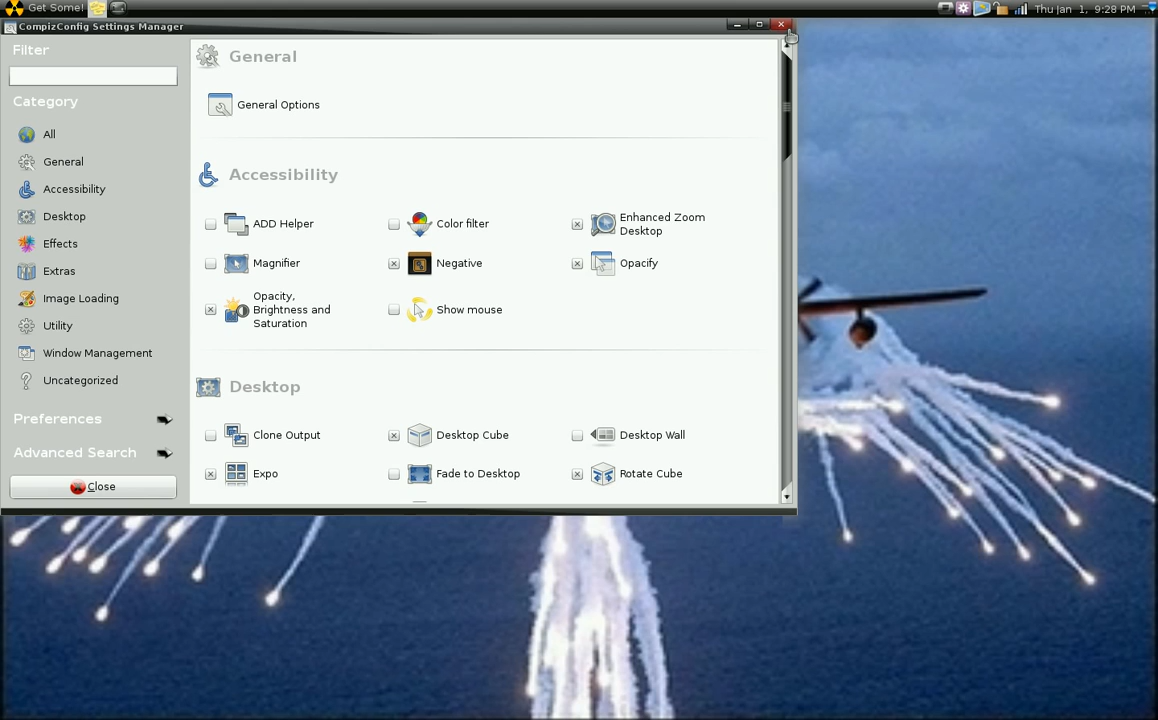 Get Some!
Thu Jan 1, 9:28 PM
CompizConfig Settings Manager
Filter
Category
All
General
Accessibility
Desktop
Effects
Extras
Image Loading
Utility
Window Management
Uncategorized
Preferences
Advanced Search
Close
General
General Options
Accessibility
ADD Helper
Color filter
Enhanced Zoom
Desktop
Magnifier
Negative
Opacify
Opacity,
Brightness and
Saturation
Show mouse
Desktop
Clone Output
Desktop Cube
Desktop Wall
Expo
Fade to Desktop
Rotate Cube